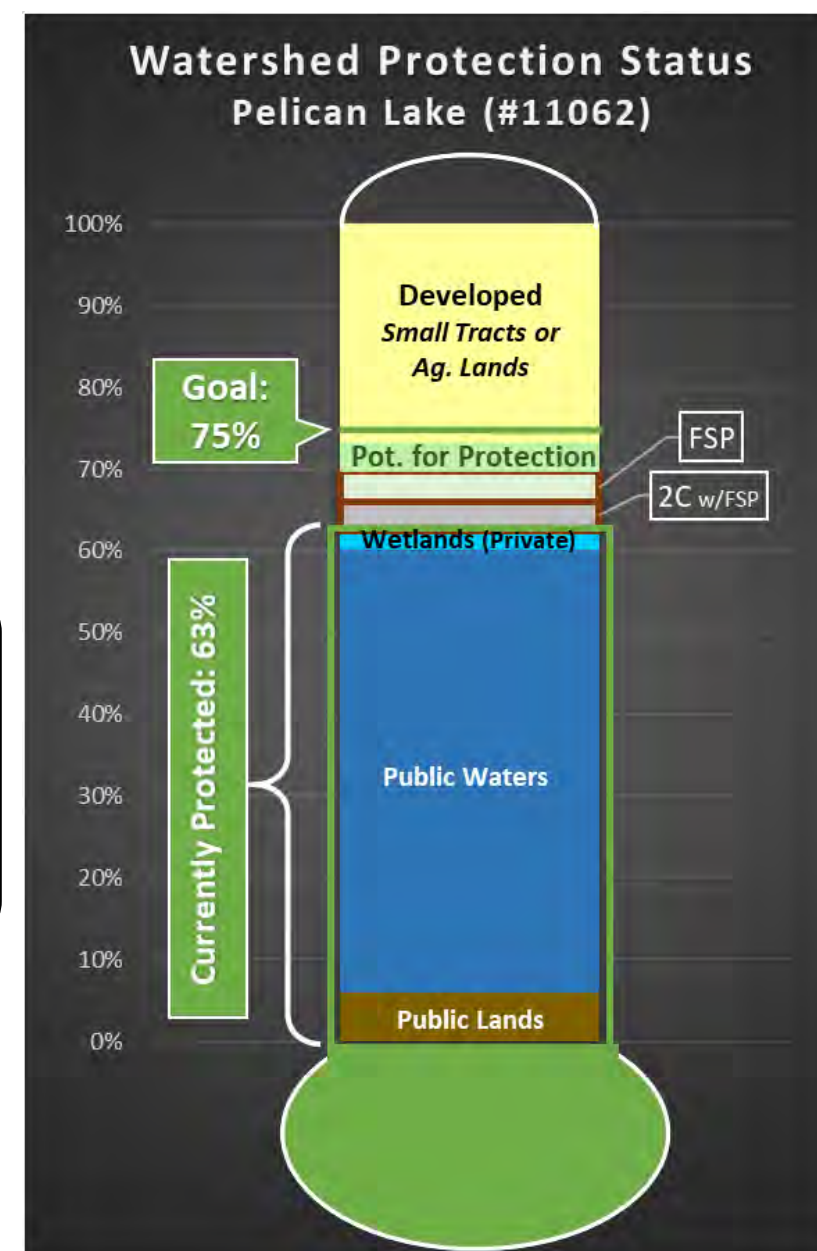 Watershed Protection Status
Pelican Lake (#11062)
100%
90%
80%
70%
60%
50%
40%
30%
20%
10%
0%
Goal:
75%
Currently Protected: 63%
Developed
Small Tracts or
Ag. Lands
Pot. for Protection
FSP
2C w/FSP
Wetlands (Private)
Public Waters
Public Lands